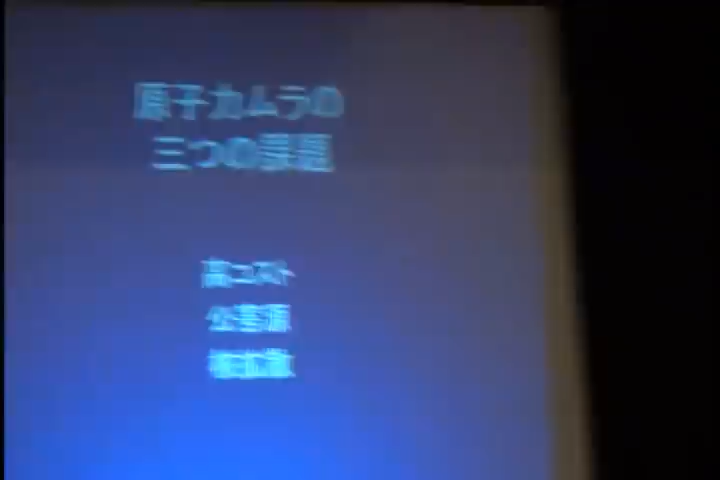 原子力ムラの
三つの課題
高コスト
公害源
核拡散